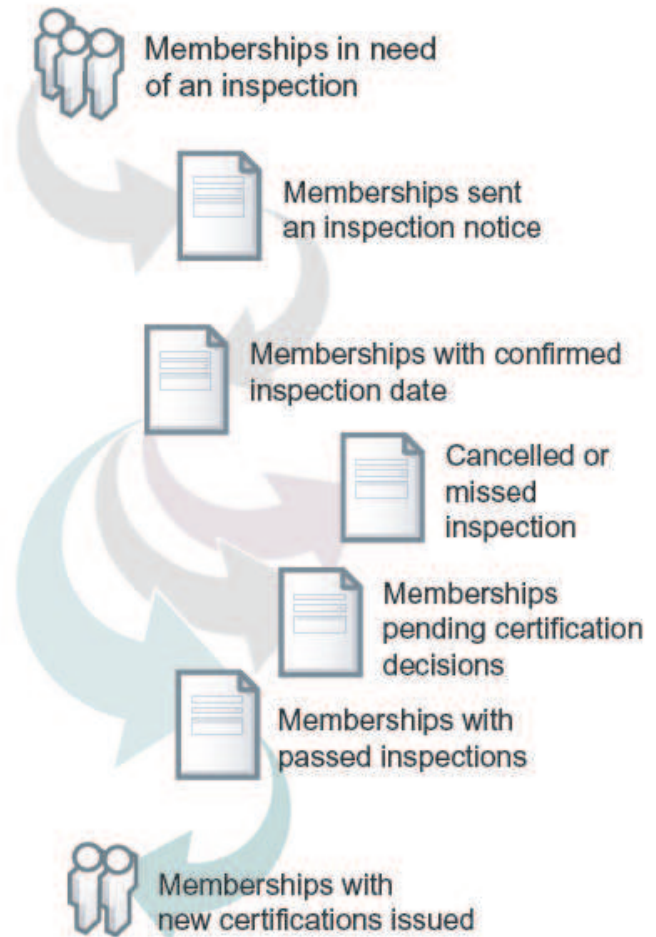 Memberships in need
of an inspection
Memberships sent
an inspection notice
Memberships with confirmed
inspection date
Cancelled or
missed
inspection
Memberships
pending certification
decisions
Memberships with
passed inspections
Memberships with
new certifications issued